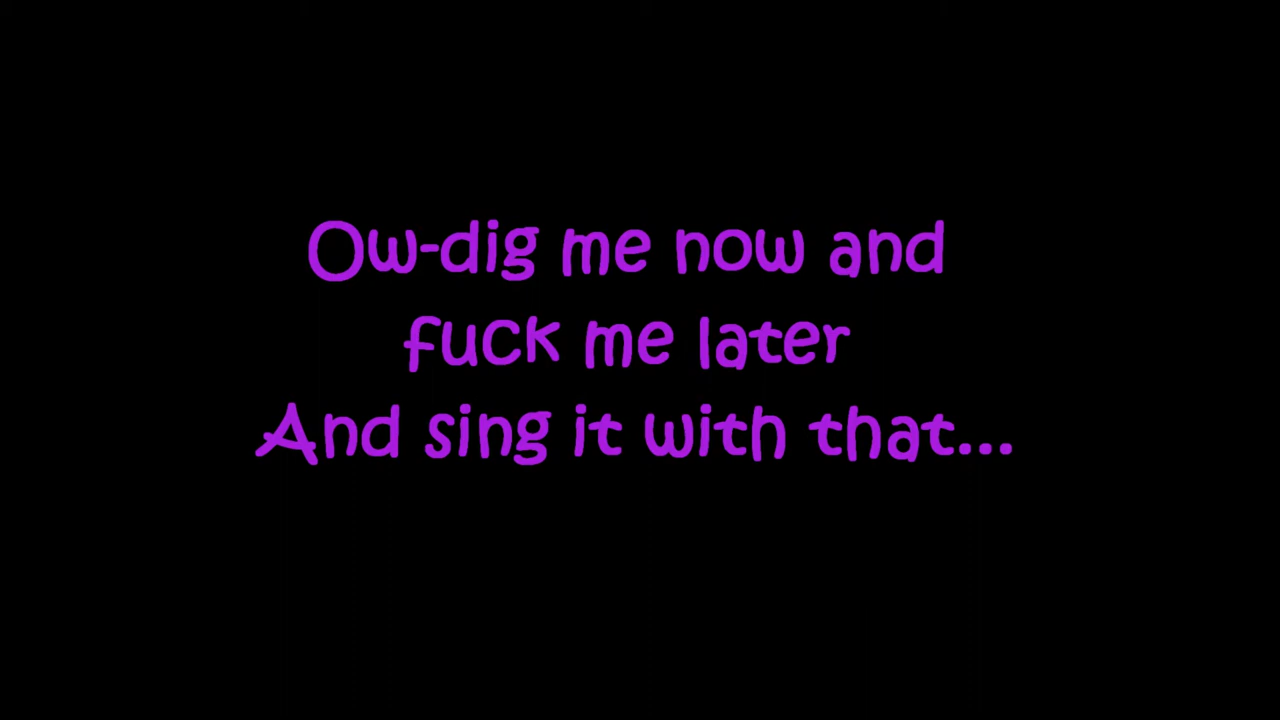 Ow-dig me now and
fuck me later
And sing it with that...